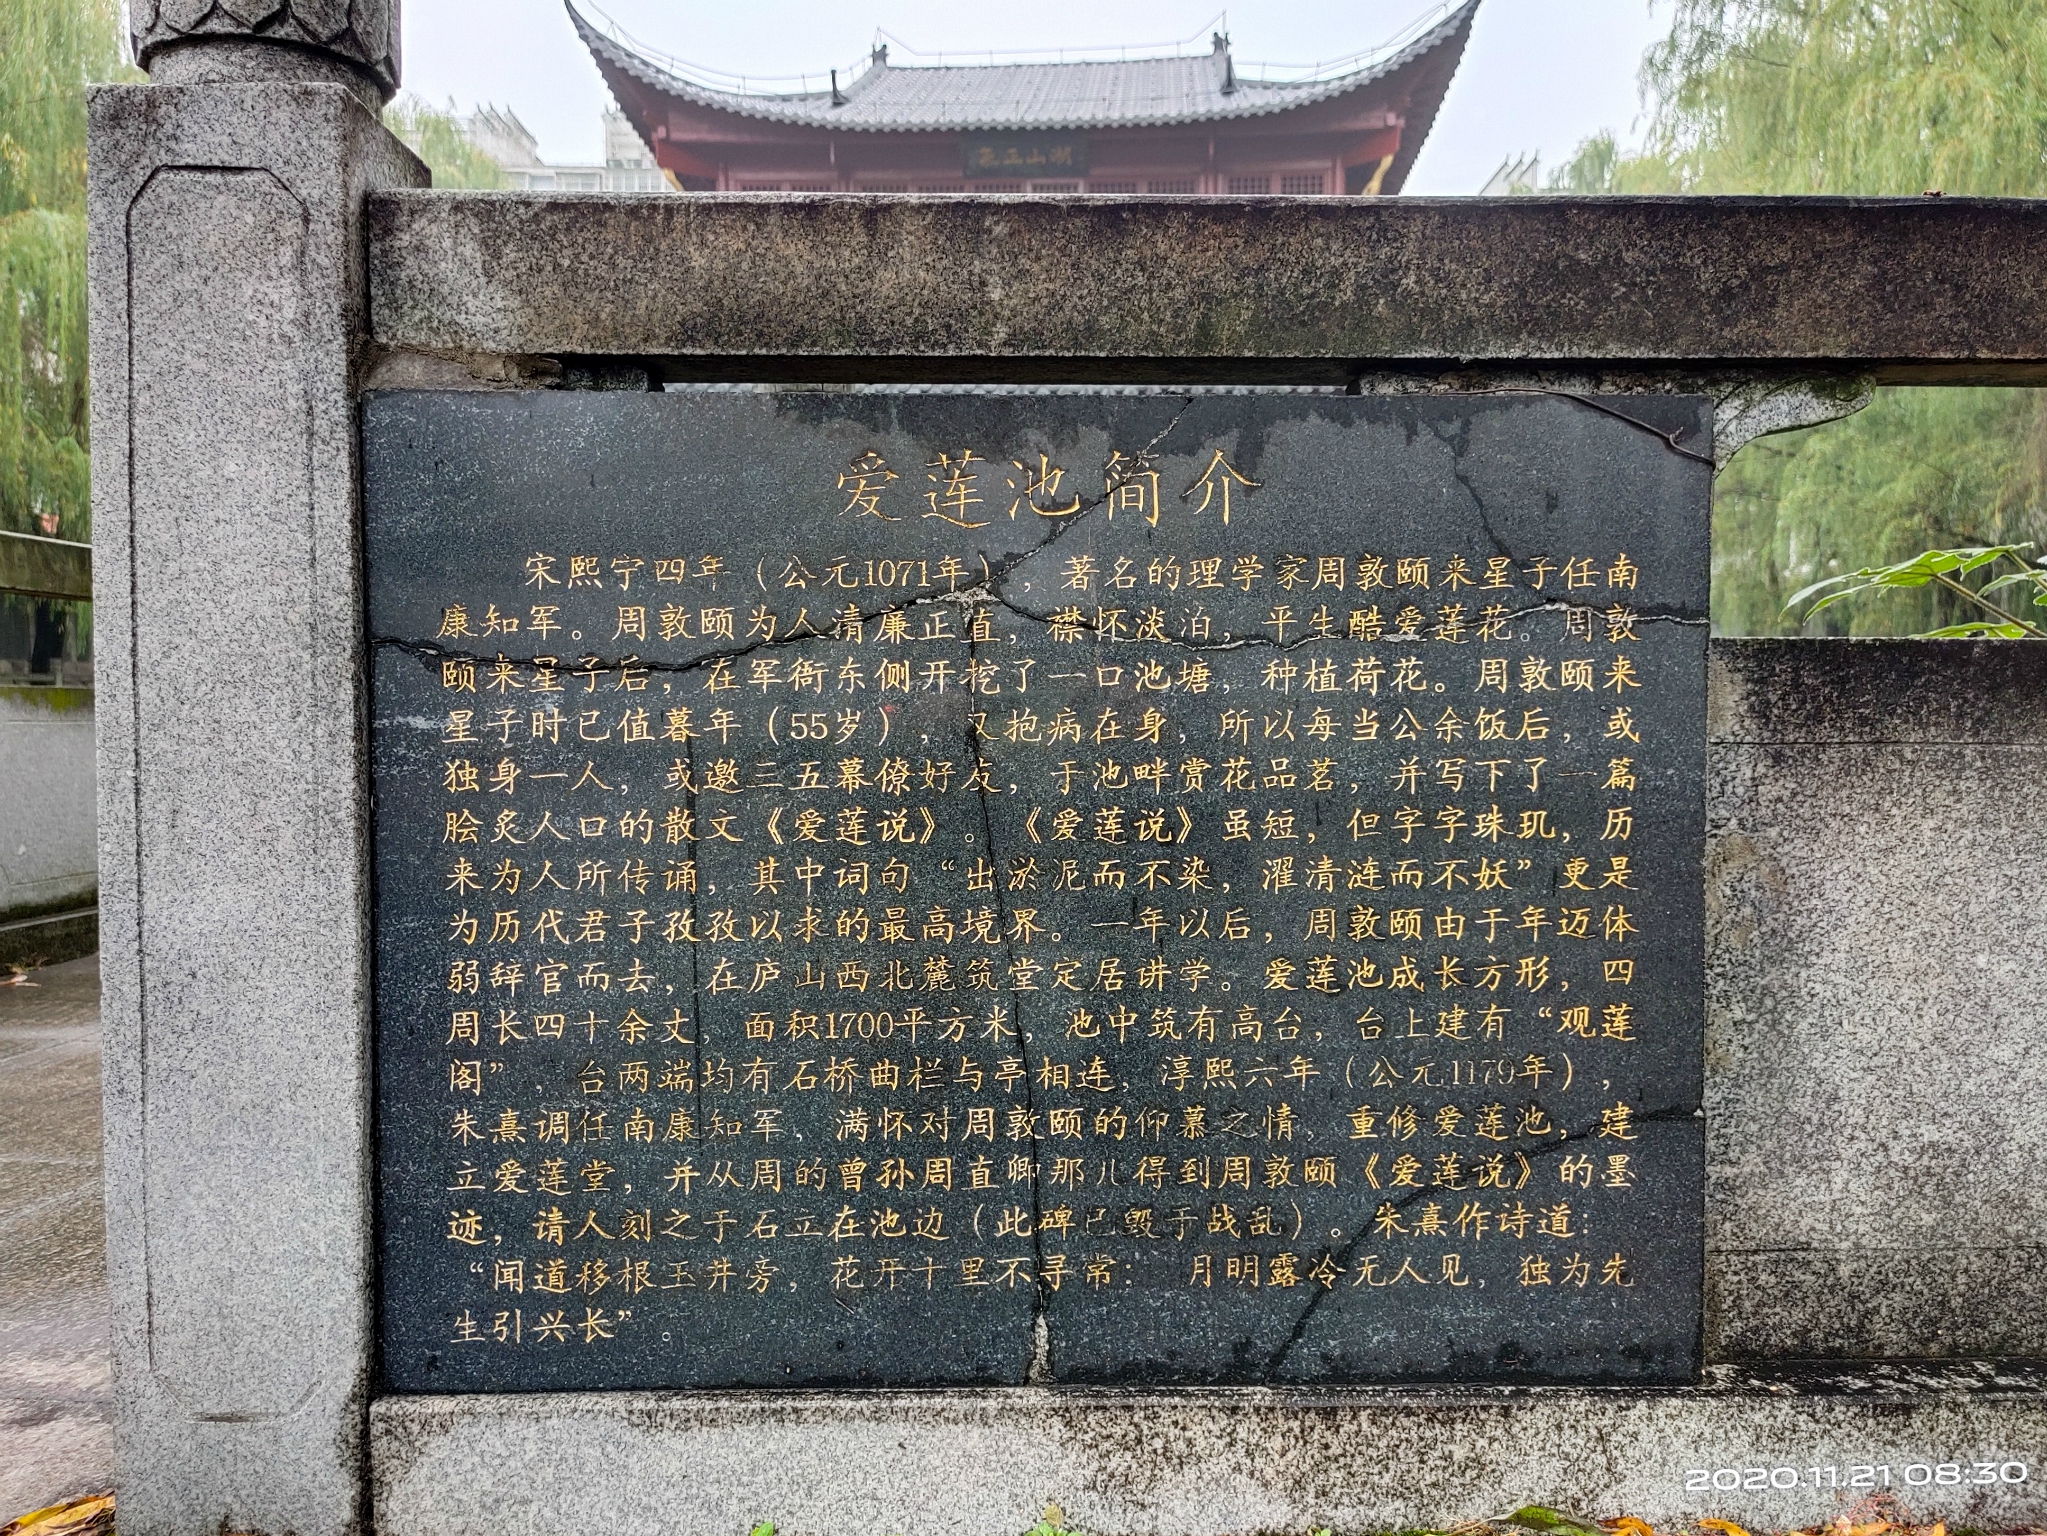 湖山正气
爱莲池简介
宋熙宁四年（公元1071年），著名的理学家周敦颐来星子任南
康知军。周敦颐为人清廉正直，襟怀淡泊，平生酷爱莲花。周敦
颐来星子后，在军衙东侧开挖了一口池塘，种植荷花。周敦颐来
星子时已值暮年（55岁），又抱病在身，所以每当公余饭后，或
独身一人，或邀三五幕僚好友，于池畔赏花品茗，并写下了一篇
脍炙人口的散文《爱莲说》。《爱莲说》虽短，但字字珠玑，历
来为人所传诵，其中词句“出淤泥而不染，濯清涟而不妖”更是
为历代君子孜孜以求的最高境界。一年以后，周敦颐由于年迈体
弱辞官而去，在庐山西北麓筑堂定居讲学。爱莲池成长方形，四
周长四十余丈，面积1700平方米，池中筑有高台，台上建有“观莲
阁”，台两端均有石桥曲栏与亭相连，淳熙六年（公元1179年），
朱熹调任南康知军，满怀对周敦颐的仰慕之情，重修爱莲池，建
立爱莲堂，并从周的曾孙周直卿那儿得到周敦颐《爱莲说》的墨
迹，请人刻之于石立在池边（此碑已毁于战乱）。朱熹作诗道：
“闻道移根玉井旁，花开十里不寻常； 月明露冷无人见，独为先
生引兴长”。
2020.11.21 08:30